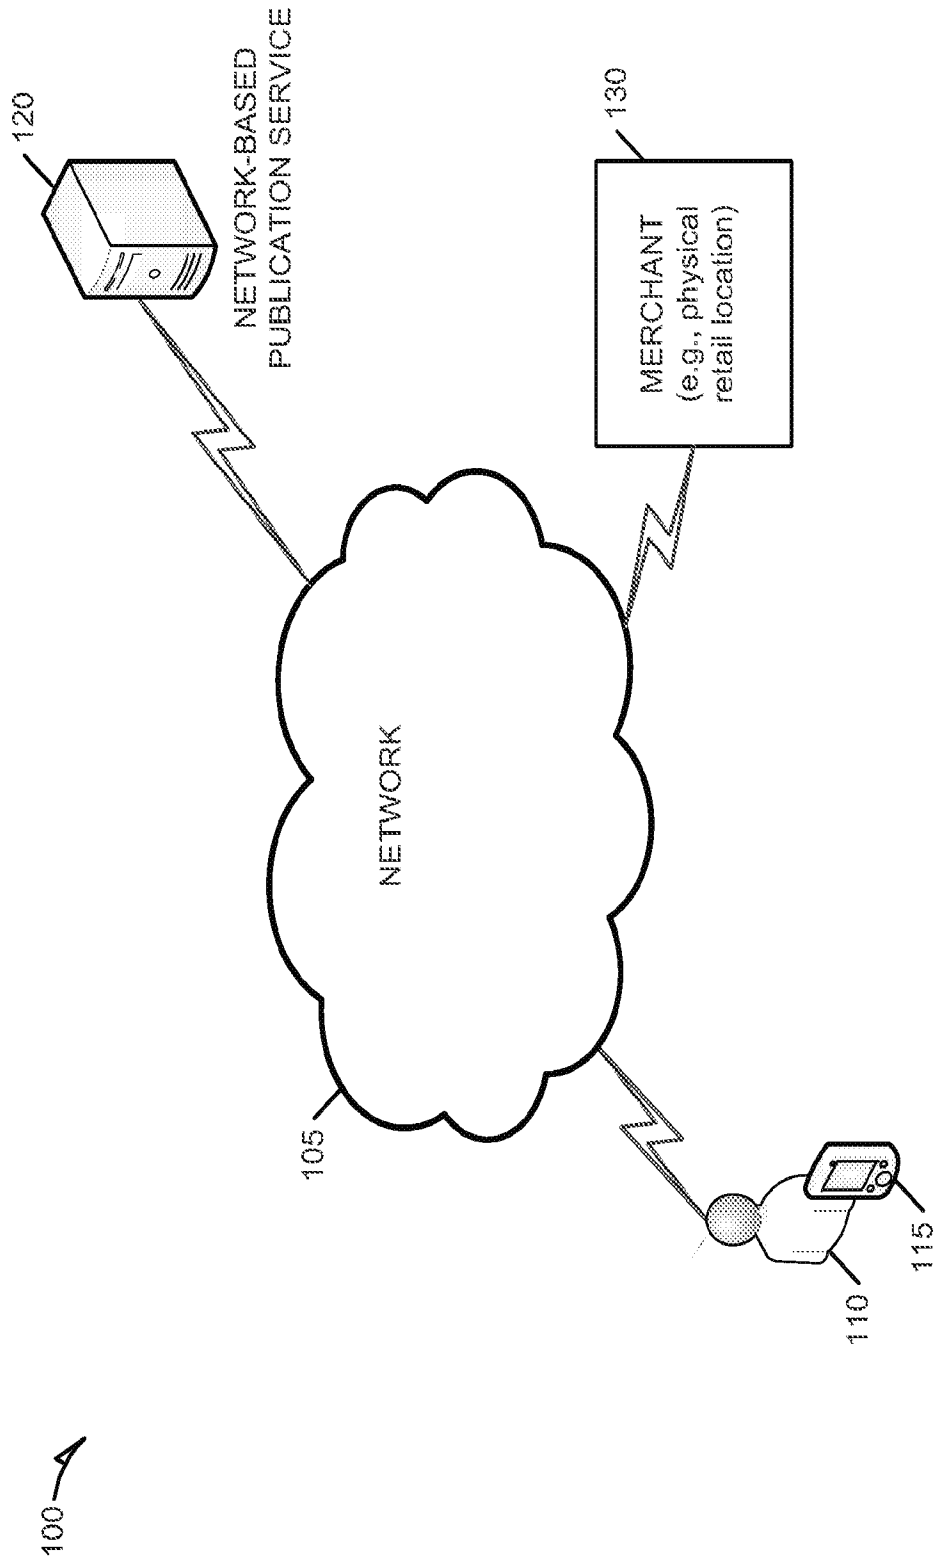 100
120
NETWORK-BASED
PUBLICATION SERVICE
105
NETWORK
130
MERCHANT
(e.g., physical
retail location)
110
115